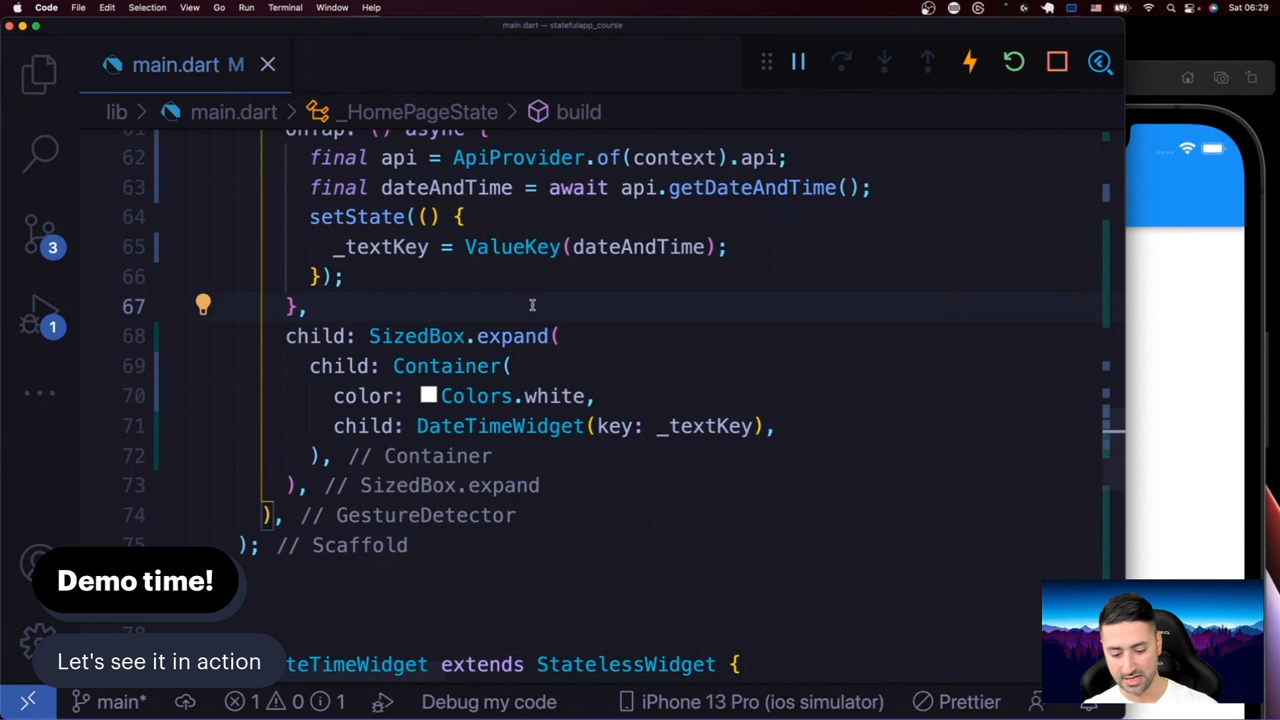 Code File Edit Selection View Go Run Terminal Window Help
Sat 06:29
main.dart — statefulapp_course
main.dart M
lib > main.dart > _HomePageState > build
onTap: () async {
62 final api = ApiProvider.of(context).api;
63 final dateAndTime = await api.getDateAndTime();
64 setState(() {
65 _textKey = ValueKey(dateAndTime);
66 });
67 },
68 child: SizedBox.expand(
69 child: Container(
70 color: Colors.white,
71 child: DateTimeWidget(key: _textKey),
72 ), // Container
73 ), // SizedBox.expand
74 ), // GestureDetector
75 ); // Scaffold
78
teTimeWidget extends StatelessWidget {
3
1
Demo time!
Let's see it in action
main* 1 0 1 Debug my code iPhone 13 Pro (ios simulator) Prettier